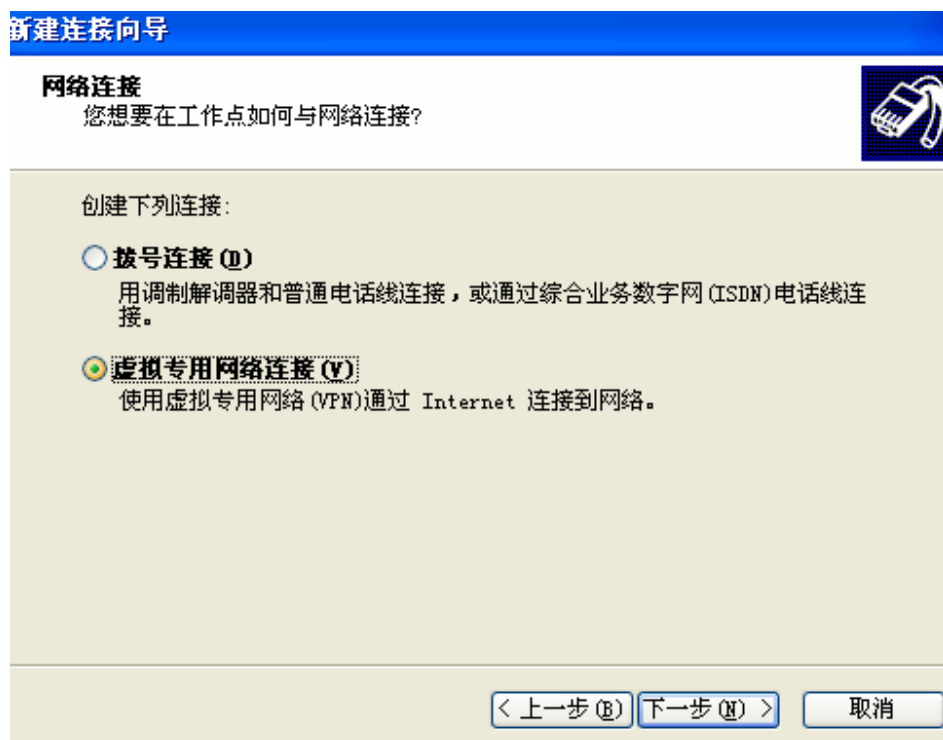 新建连接向导
网络连接
您想要在工作点如何与网络连接?
创建下列连接:
拨号连接(D)
用调制解调器和普通电话线连接，或通过综合业务数字网(ISDN)电话线连
接。
虚拟专用网络连接(V)
使用虚拟专用网络(VPN)通过 Internet 连接到网络。
< 上一步(B) 下一步(N) > 取消